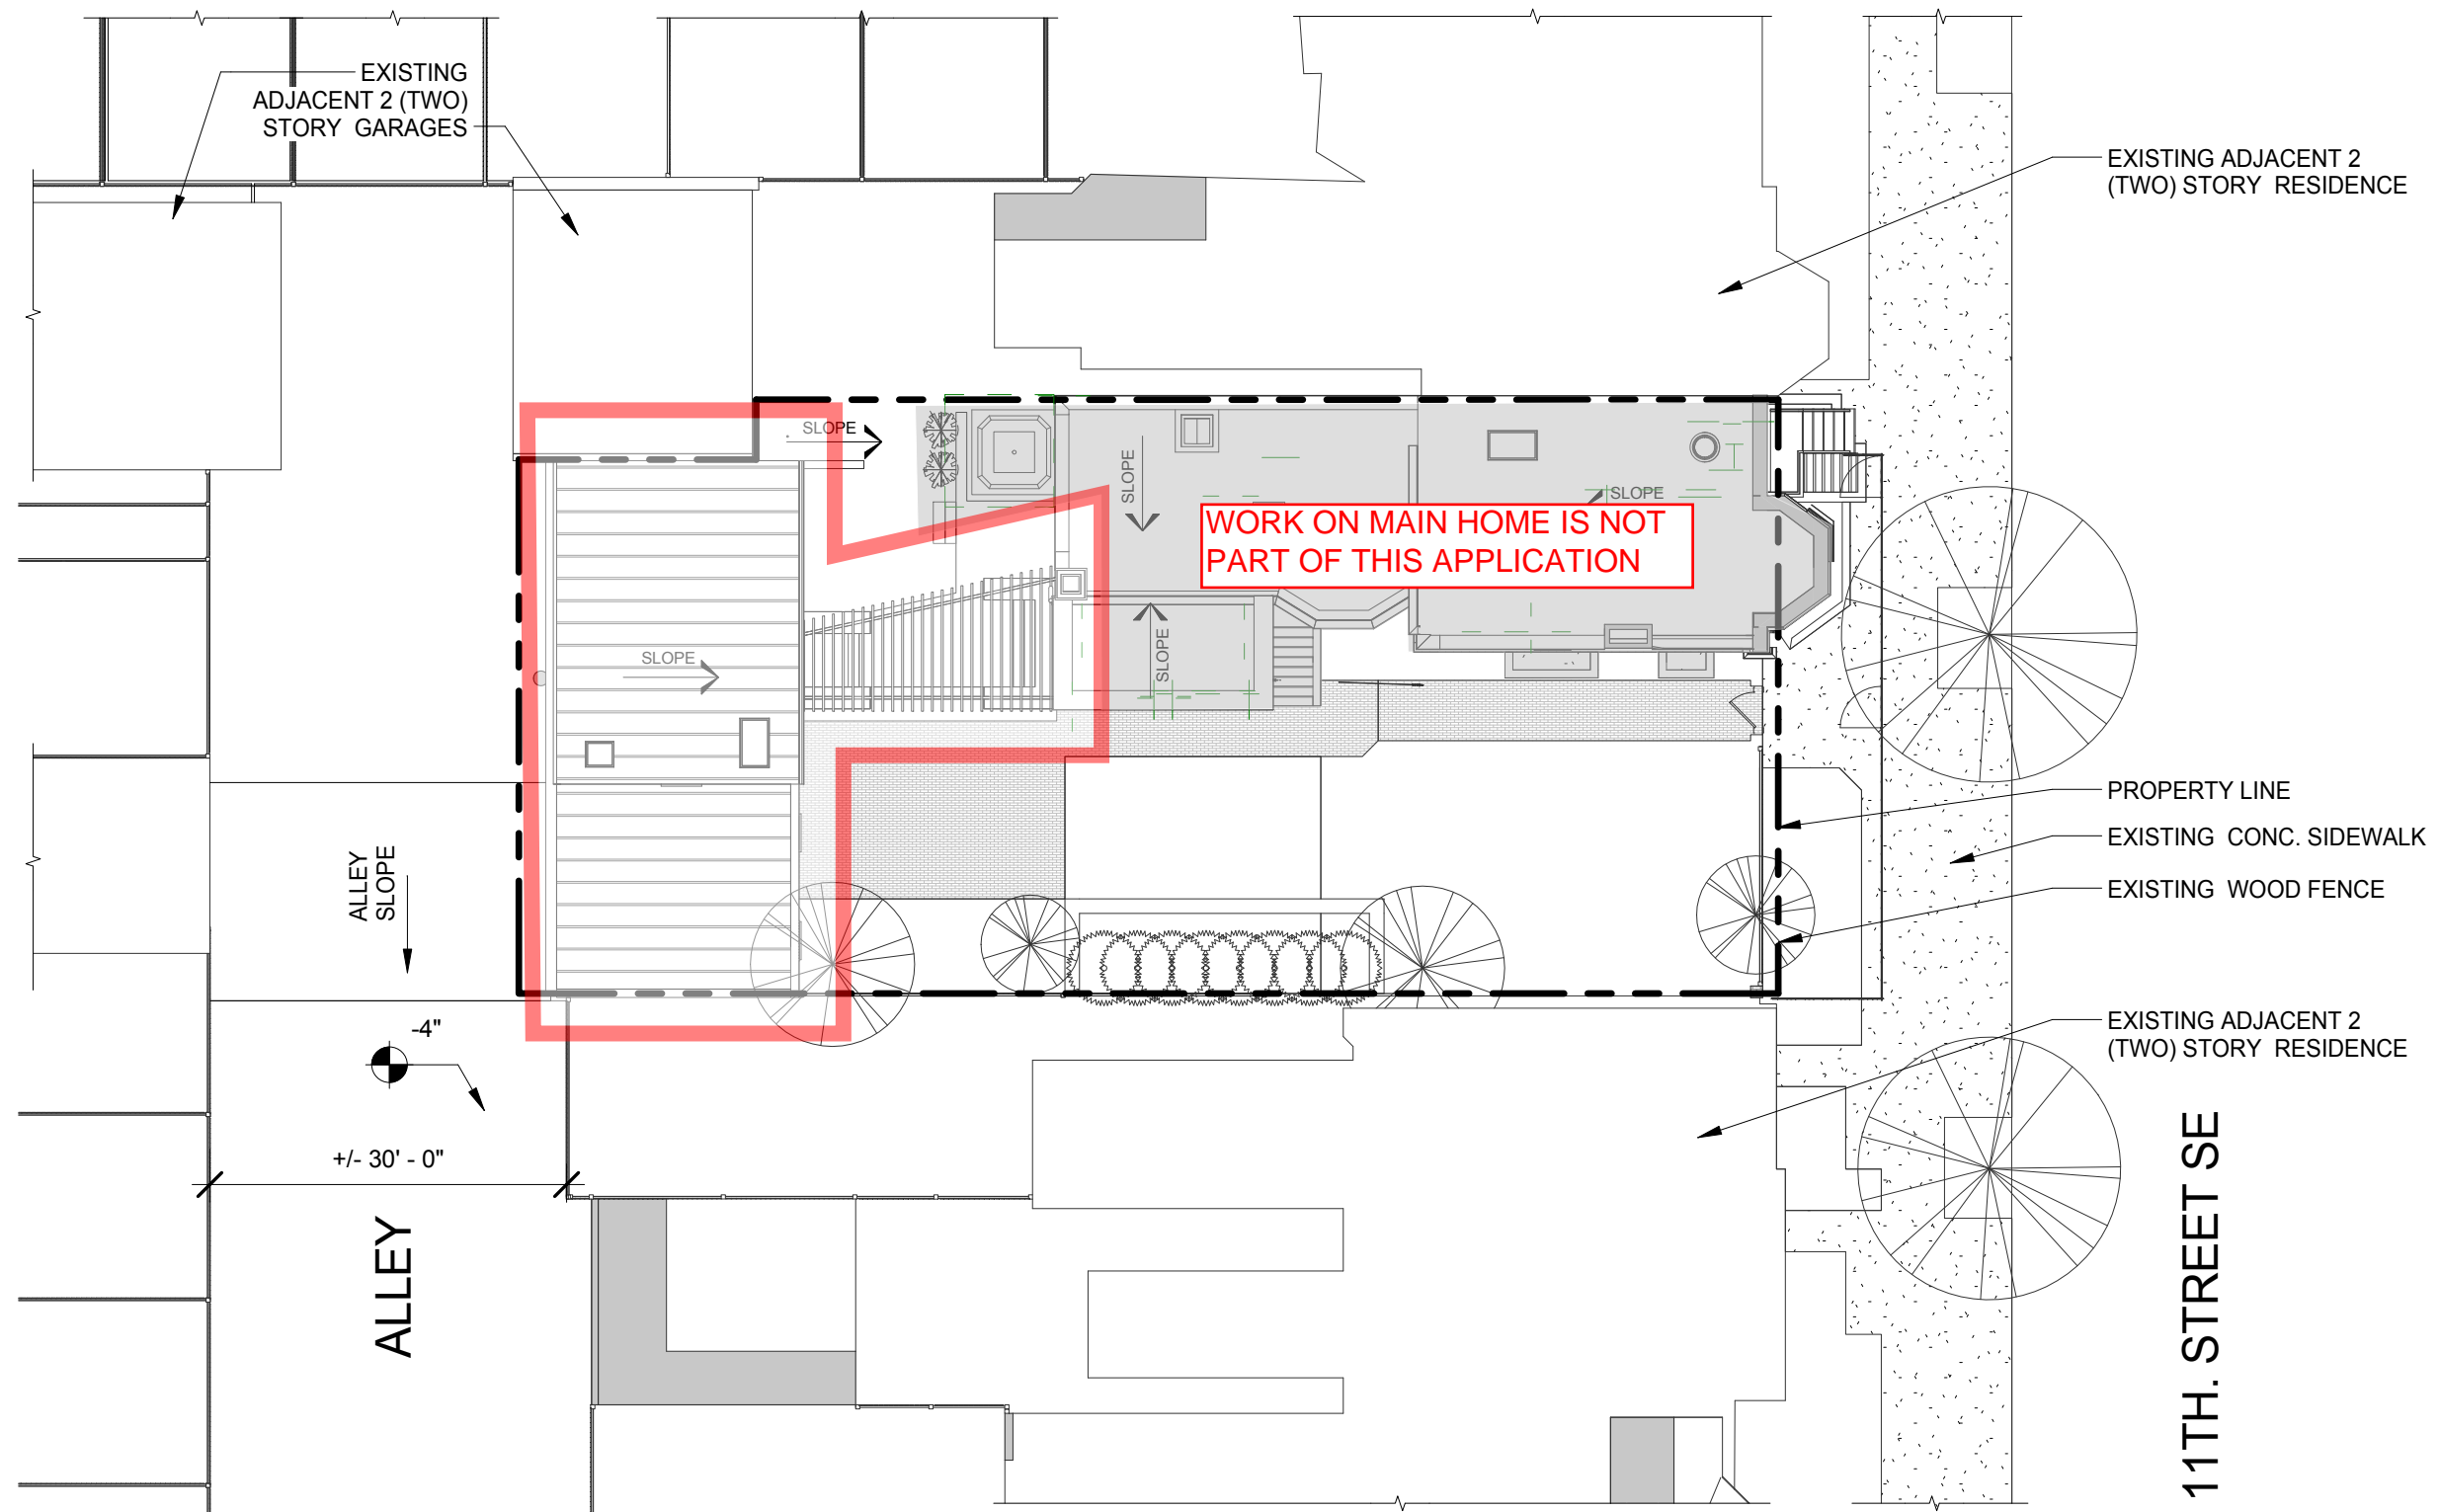 EXISTING
ADJACENT 2 (TWO)
STORY GARAGES
EXISTING ADJACENT 2
(TWO) STORY RESIDENCE
SLOPE
SLOPE
SLOPE
WORK ON MAIN HOME IS NOT
PART OF THIS APPLICATION
SLOPE
SLOPE
PROPERTY LINE
EXISTING CONC. SIDEWALK
EXISTING WOOD FENCE
ALLEY
SLOPE
-4"
EXISTING ADJACENT 2
(TWO) STORY RESIDENCE
+/- 30' - 0"
ALLEY
11TH. STREET SE